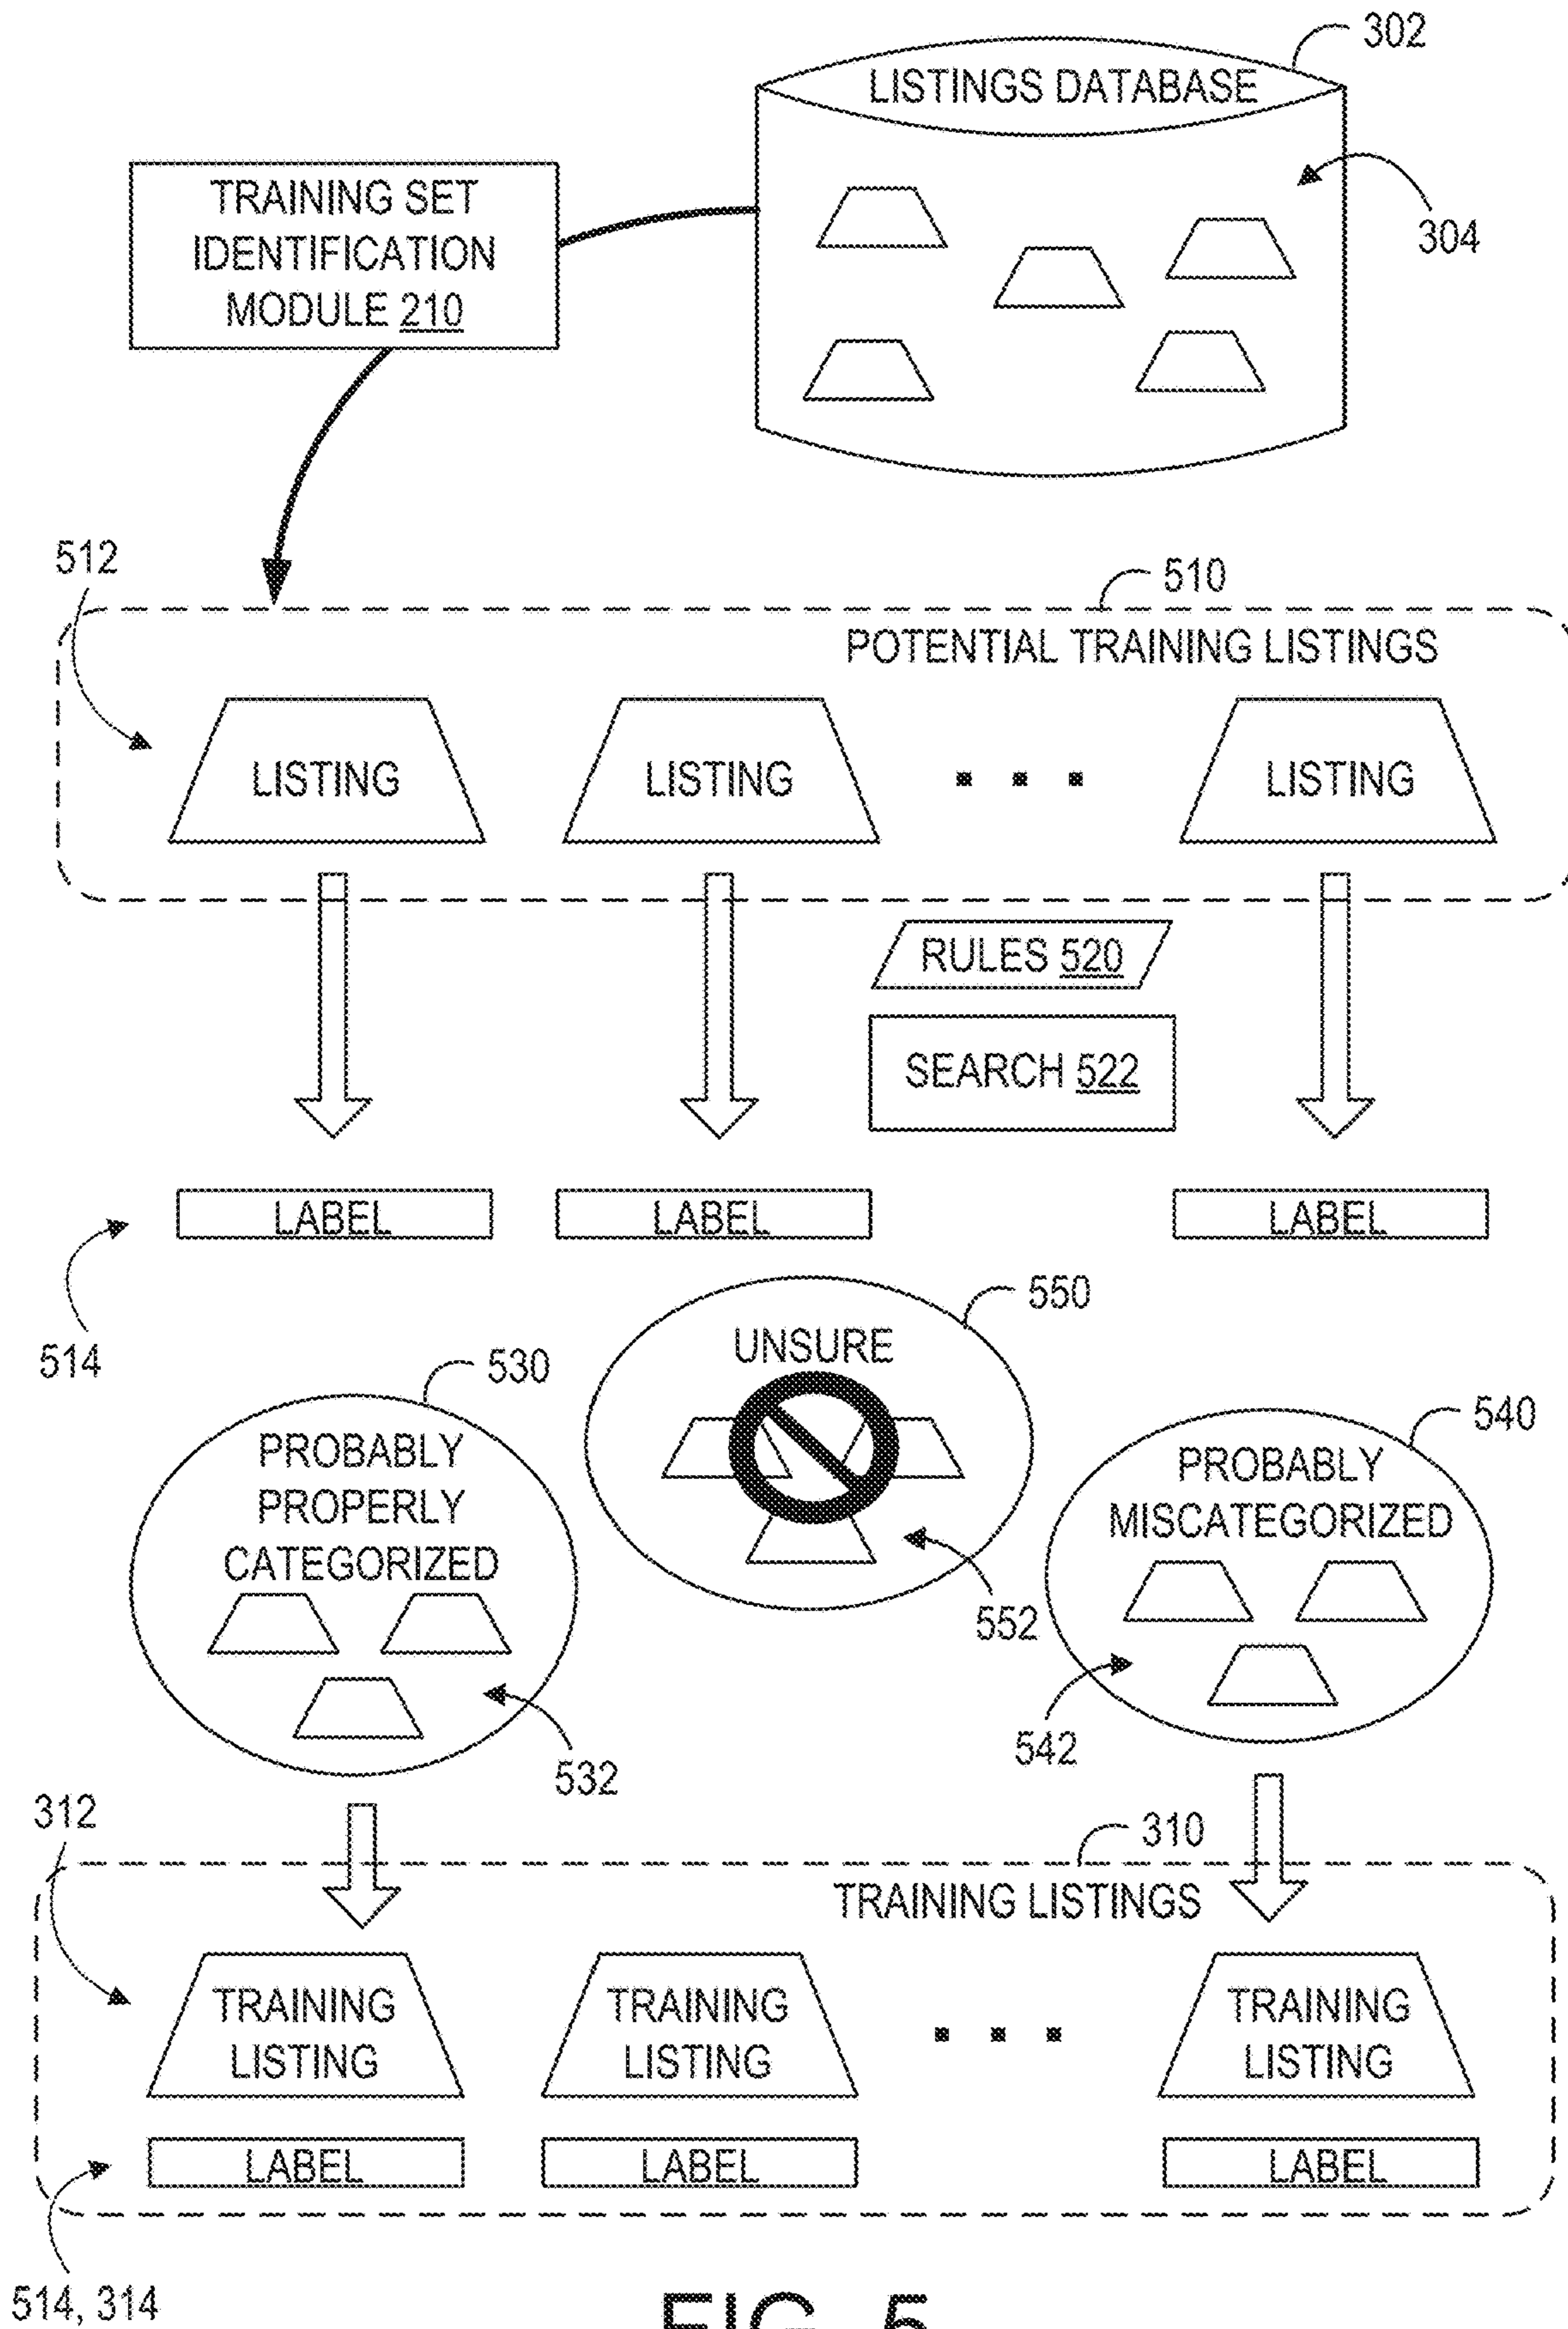 302
LISTINGS DATABASE
TRAINING SET
IDENTIFICATION
MODULE 210
304
512
510
POTENTIAL TRAINING LISTINGS
LISTING LISTING LISTING
RULES 520
SEARCH 522
LABEL LABEL LABEL
514
550
UNSURE
530
540
PROBABLY
PROPERLY
CATEGORIZED
PROBABLY
MISCATEGORIZED
552
542
532
312
310
TRAINING LISTINGS
TRAINING
LISTING
TRAINING
LISTING
TRAINING
LISTING
LABEL LABEL LABEL
514, 314
FIG. 5